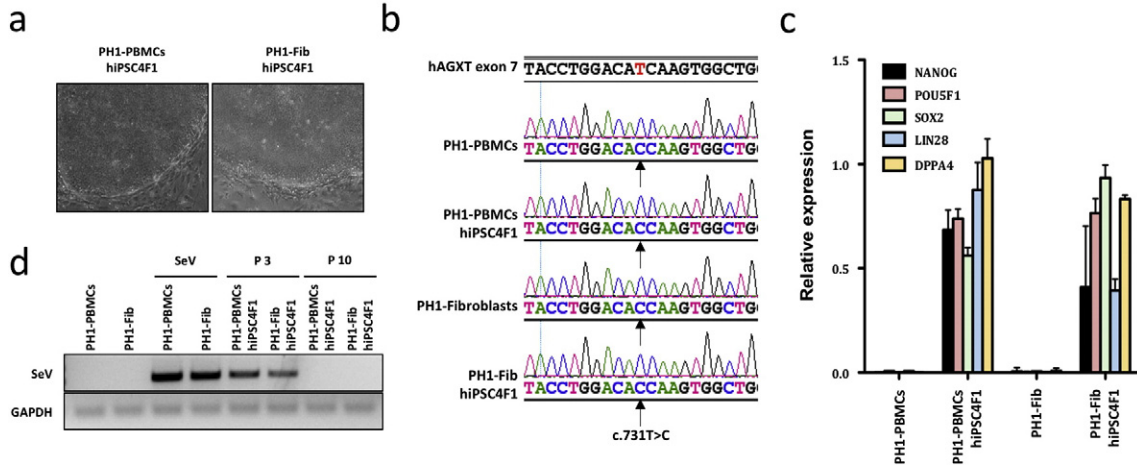 a
PH1-PBMCs
hiPSC4F1
PH1-Fib
hiPSC4F1
b
hAGXT exon 7
TACCTGGACATCAAGTGGCTG
PH1-PBMCs
TACCTGGACACCAAGTGGCTG
PH1-PBMCs
hiPSC4F1
TACCTGGACACCAAGTGGCTG
PH1-Fibroblasts
TACCTGGACACCAAGTGGCTG
PH1-Fib
hiPSC4F1
TACCTGGACACCAAGTGGCTG
c.731T>C
c
Relative expression
1.5
1.0
0.5
0.0
NANOG
POU5F1
SOX2
LIN28
DPPA4
PH1-PBMCs
PH1-PBMCs
hiPSC4F1
PH1-Fib
PH1-Fib
hiPSC4F1
d
SeV
P 3
P 10
PH1-PBMCs
PH1-Fib
PH1-PBMCs
PH1-Fib
PH1-PBMCs
hiPSC4F1
PH1-Fib
hiPSC4F1
PH1-PBMCs
hiPSC4F1
PH1-Fib
hiPSC4F1
SeV
GAPDH